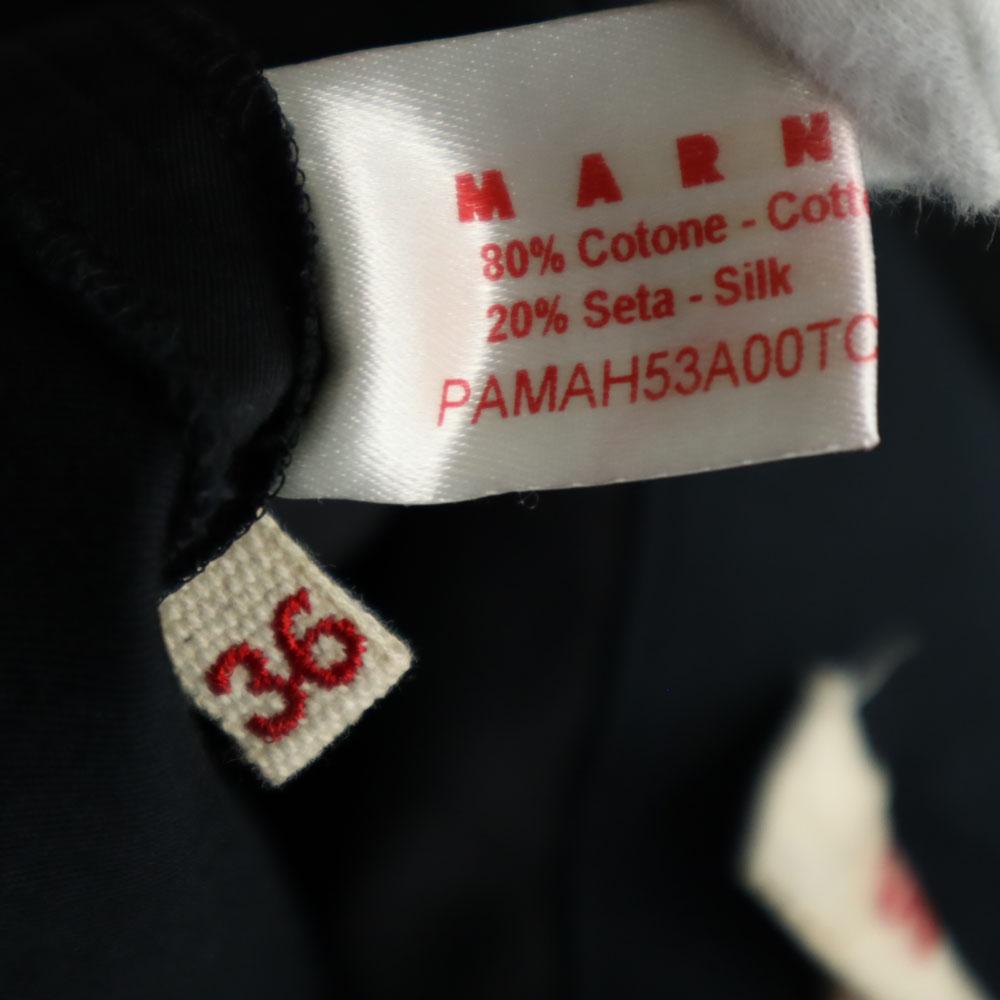 MARN
80% Cotone - Cott
20% Seta - Silk
PAMAH53A00TC
36